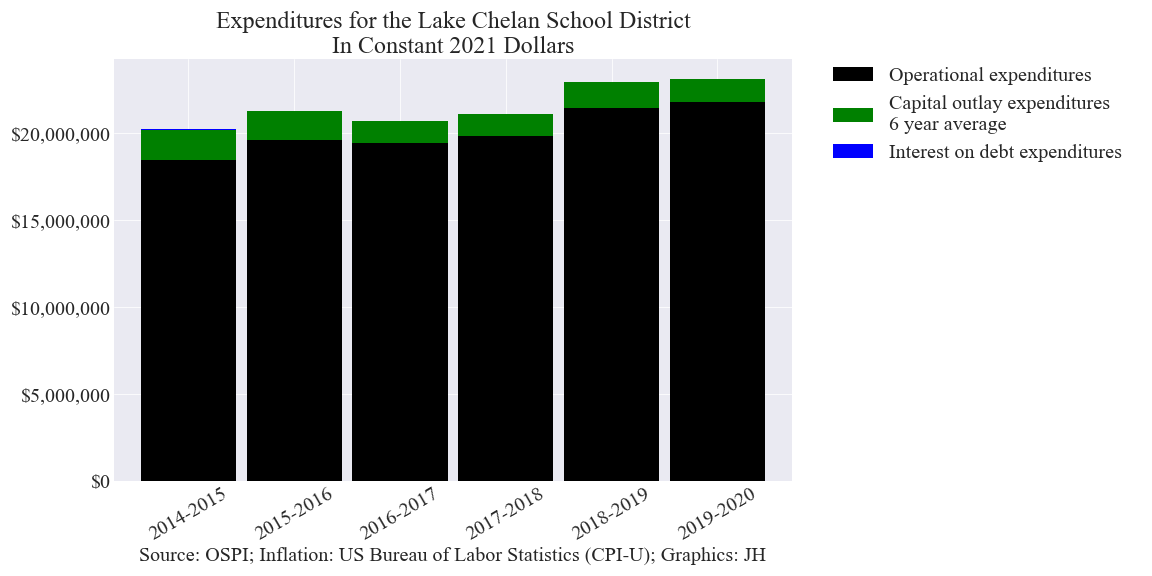 Expenditures for the Lake Chelan School District
In Constant 2021 Dollars
Operational expenditures
Capital outlay expenditures
6 year average
Interest on debt expenditures
$20,000,000
$15,000,000
$10,000,000
$5,000,000
$0
2014-2015
2015-2016
2016-2017
2017-2018
2018-2019
2019-2020
Source: OSPI; Inflation: US Bureau of Labor Statistics (CPI-U); Graphics: JH